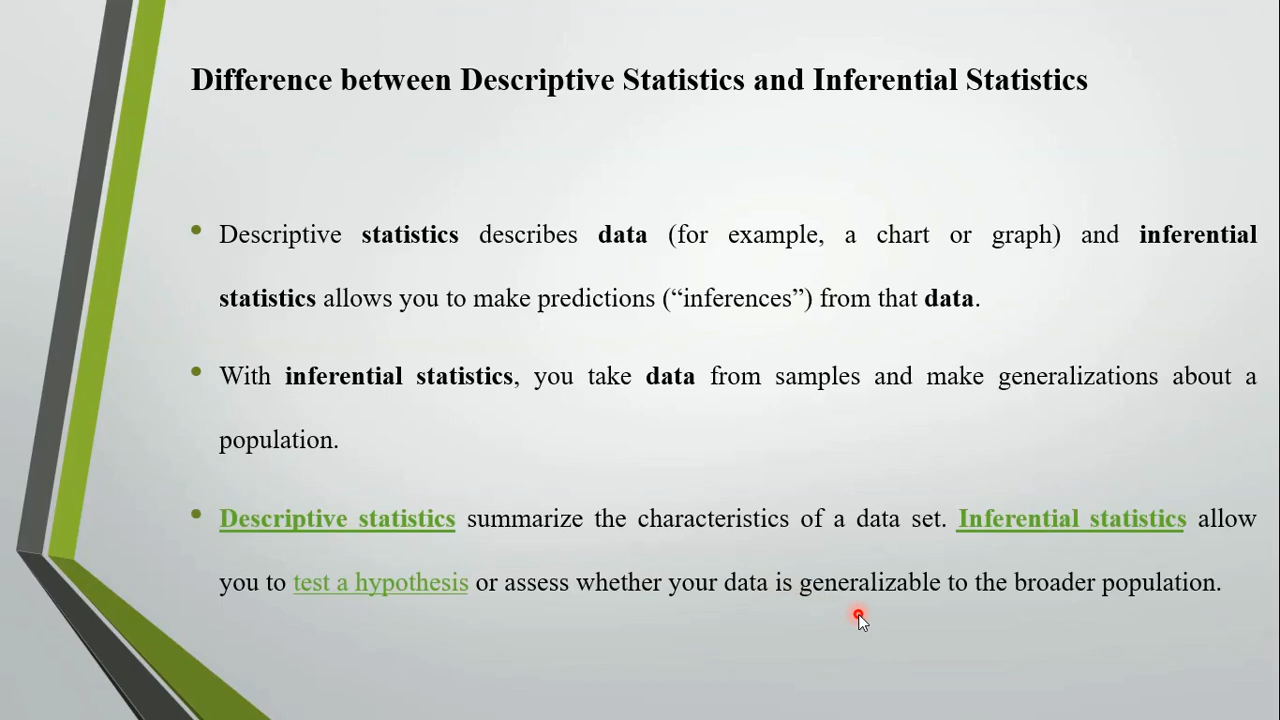 Difference between Descriptive Statistics and Inferential Statistics
• Descriptive statistics describes data (for example, a chart or graph) and inferential
statistics allows you to make predictions (“inferences”) from that data.
• With inferential statistics, you take data from samples and make generalizations about a
population.
• Descriptive statistics summarize the characteristics of a data set. Inferential statistics allow
you to test a hypothesis or assess whether your data is generalizable to the broader population.